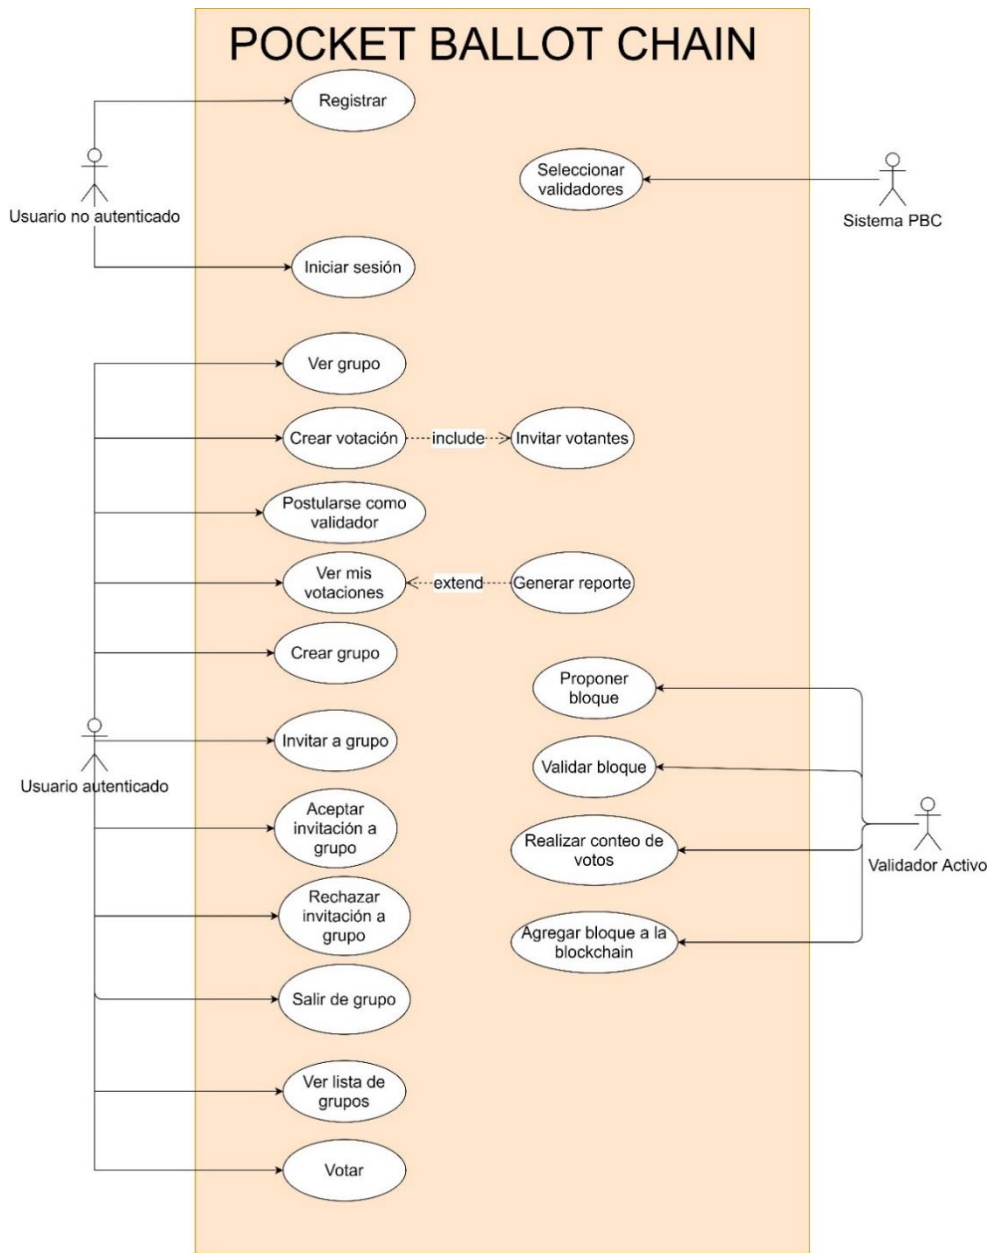 POCKET BALLOT CHAIN
Registrar
Usuario no autenticado
Seleccionar
validadores
Sistema PBC
Iniciar sesión
Ver grupo
Crear votación
include
Invitar votantes
Postularse como
validador
Ver mis
votaciones
extend
Generar reporte
Crear grupo
Proponer
bloque
Invitar a grupo
Usuario autenticado
Validar bloque
Aceptar
invitación a
grupo
Realizar conteo de
votos
Validador Activo
Rechazar
invitación a
grupo
Agregar bloque a la
blockchain
Salir de grupo
Ver lista de
grupos
Votar